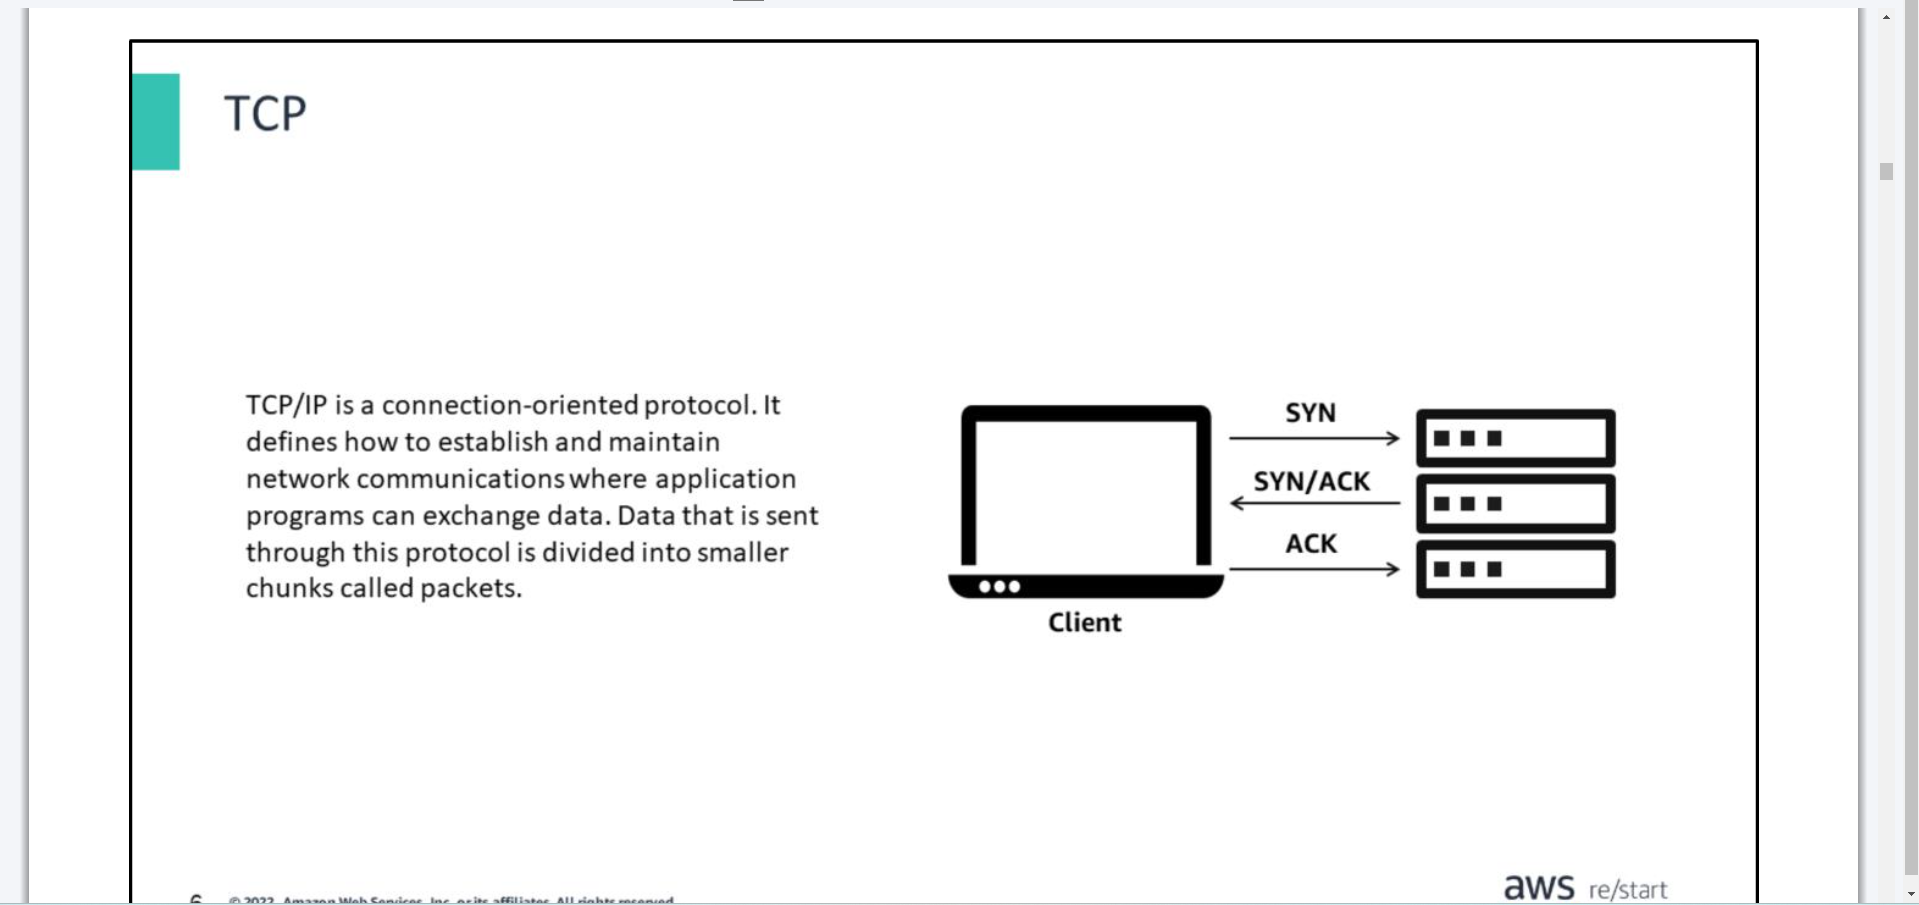 TCP
TCP/IP is a connection-oriented protocol. It
defines how to establish and maintain
network communications where application
programs can exchange data. Data that is sent
through this protocol is divided into smaller
chunks called packets.
SYN
SYN/ACK
ACK
Client
6 © 2022, Amazon Web Services, Inc. or its affiliates. All rights reserved.
aws re/start